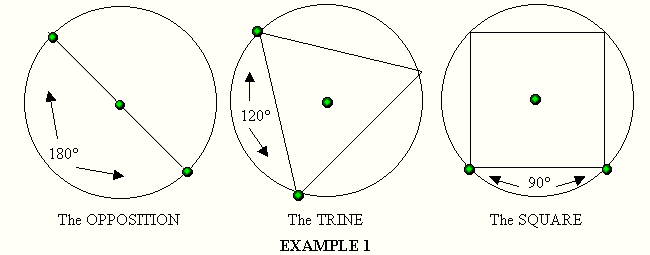 180°
120°
90°
The OPPOSITION
The TRINE
The SQUARE
EXAMPLE 1